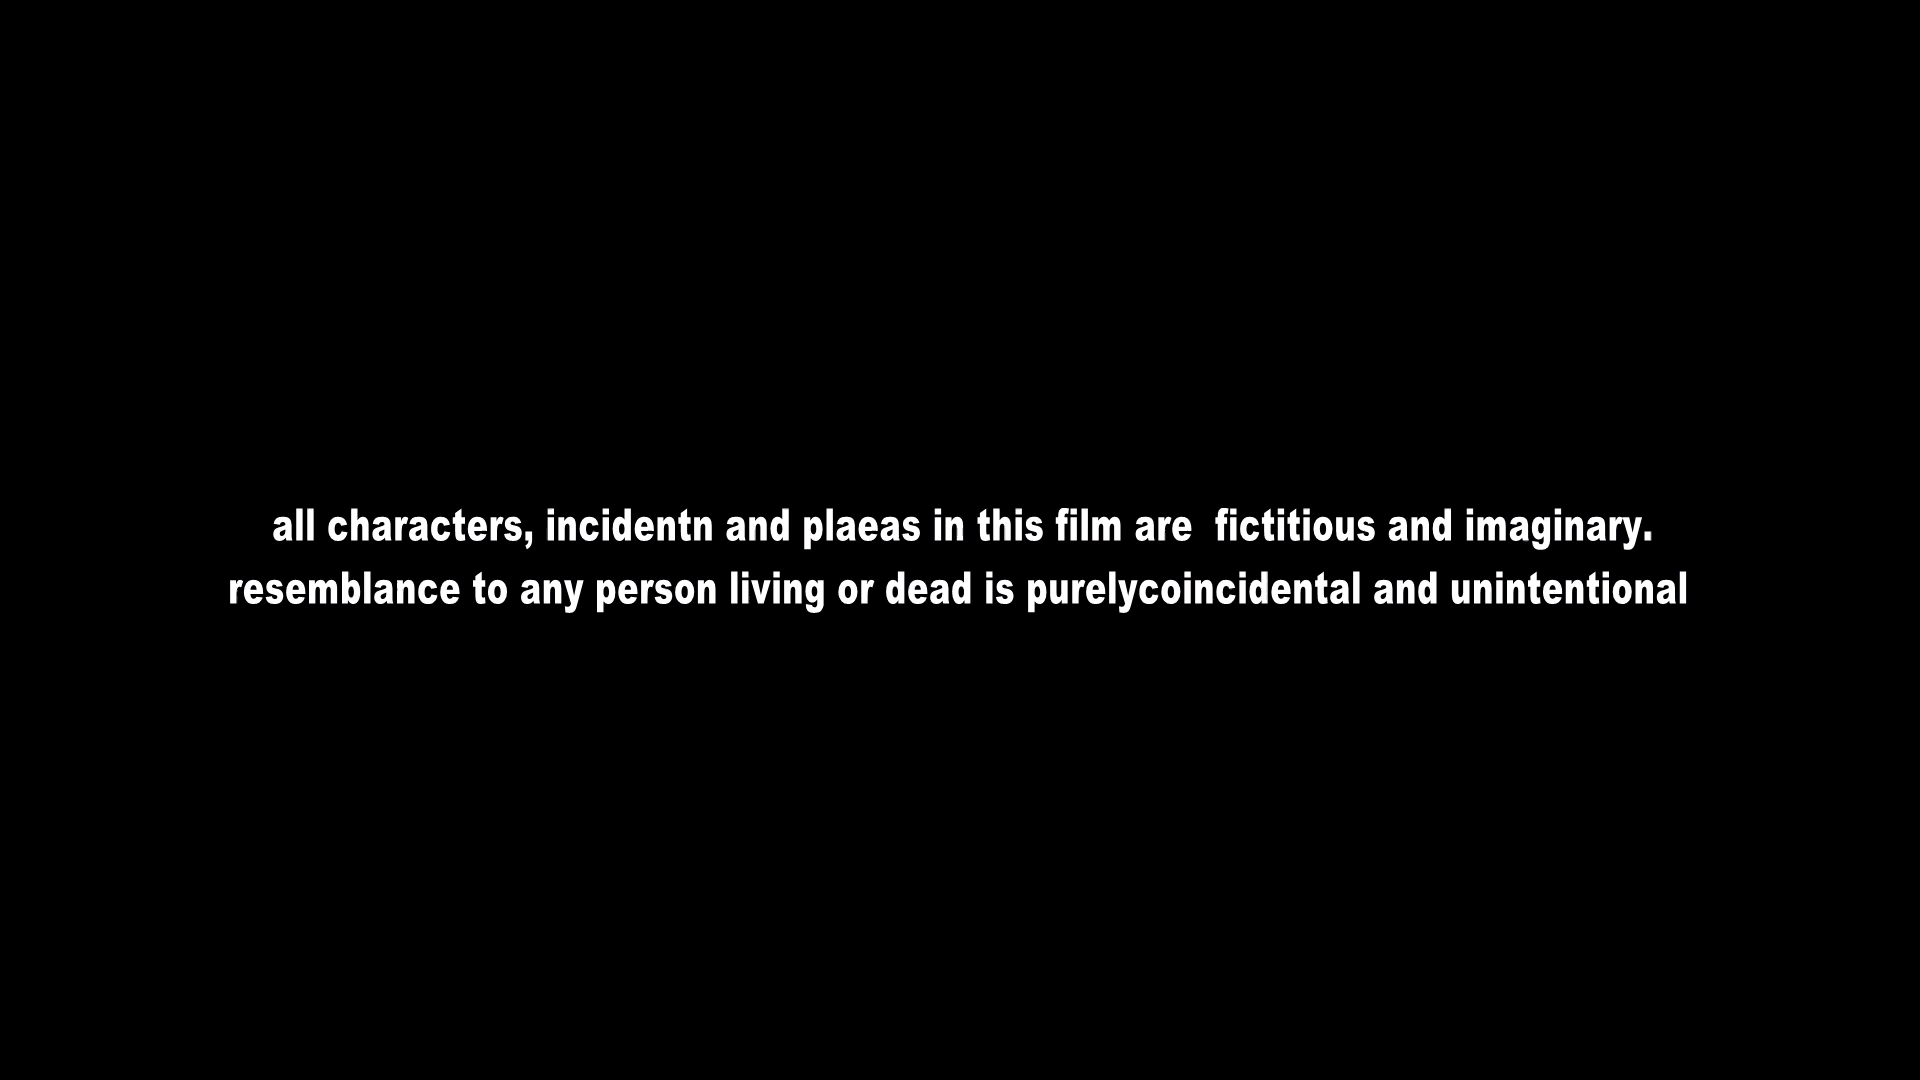 all characters, incidentn and plaeas in this film are  fictitious and imaginary.
resemblance to any person living or dead is purelycoincidental and unintentional